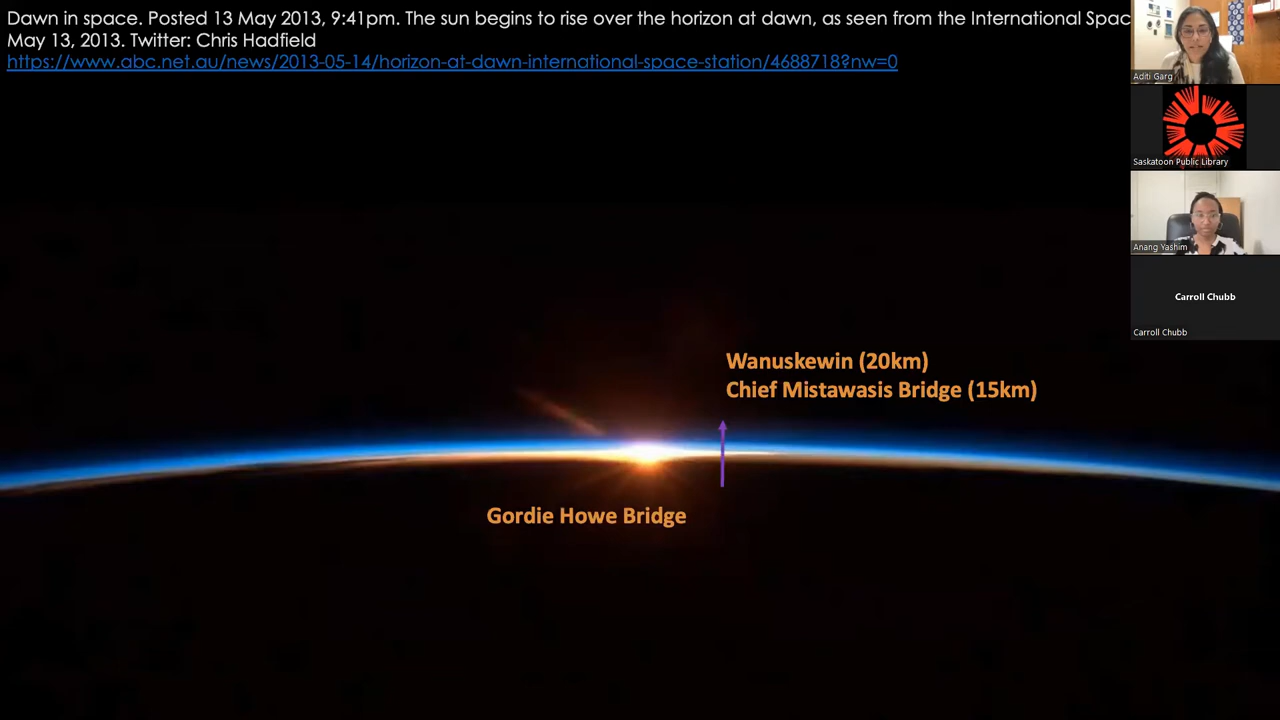 Dawn in space. Posted 13 May 2013, 9:41pm. The sun begins to rise over the horizon at dawn, as seen from the International Spac
May 13, 2013. Twitter: Chris Hadfield
https://www.abc.net.au/news/2013-05-14/horizon-at-dawn-international-space-station/4688718?nw=0
Aditi Garg
Saskatoon Public Library
Anang Yashim
Carroll Chubb
Carroll Chubb
Wanuskewin (20km)
Chief Mistawasis Bridge (15km)
Gordie Howe Bridge